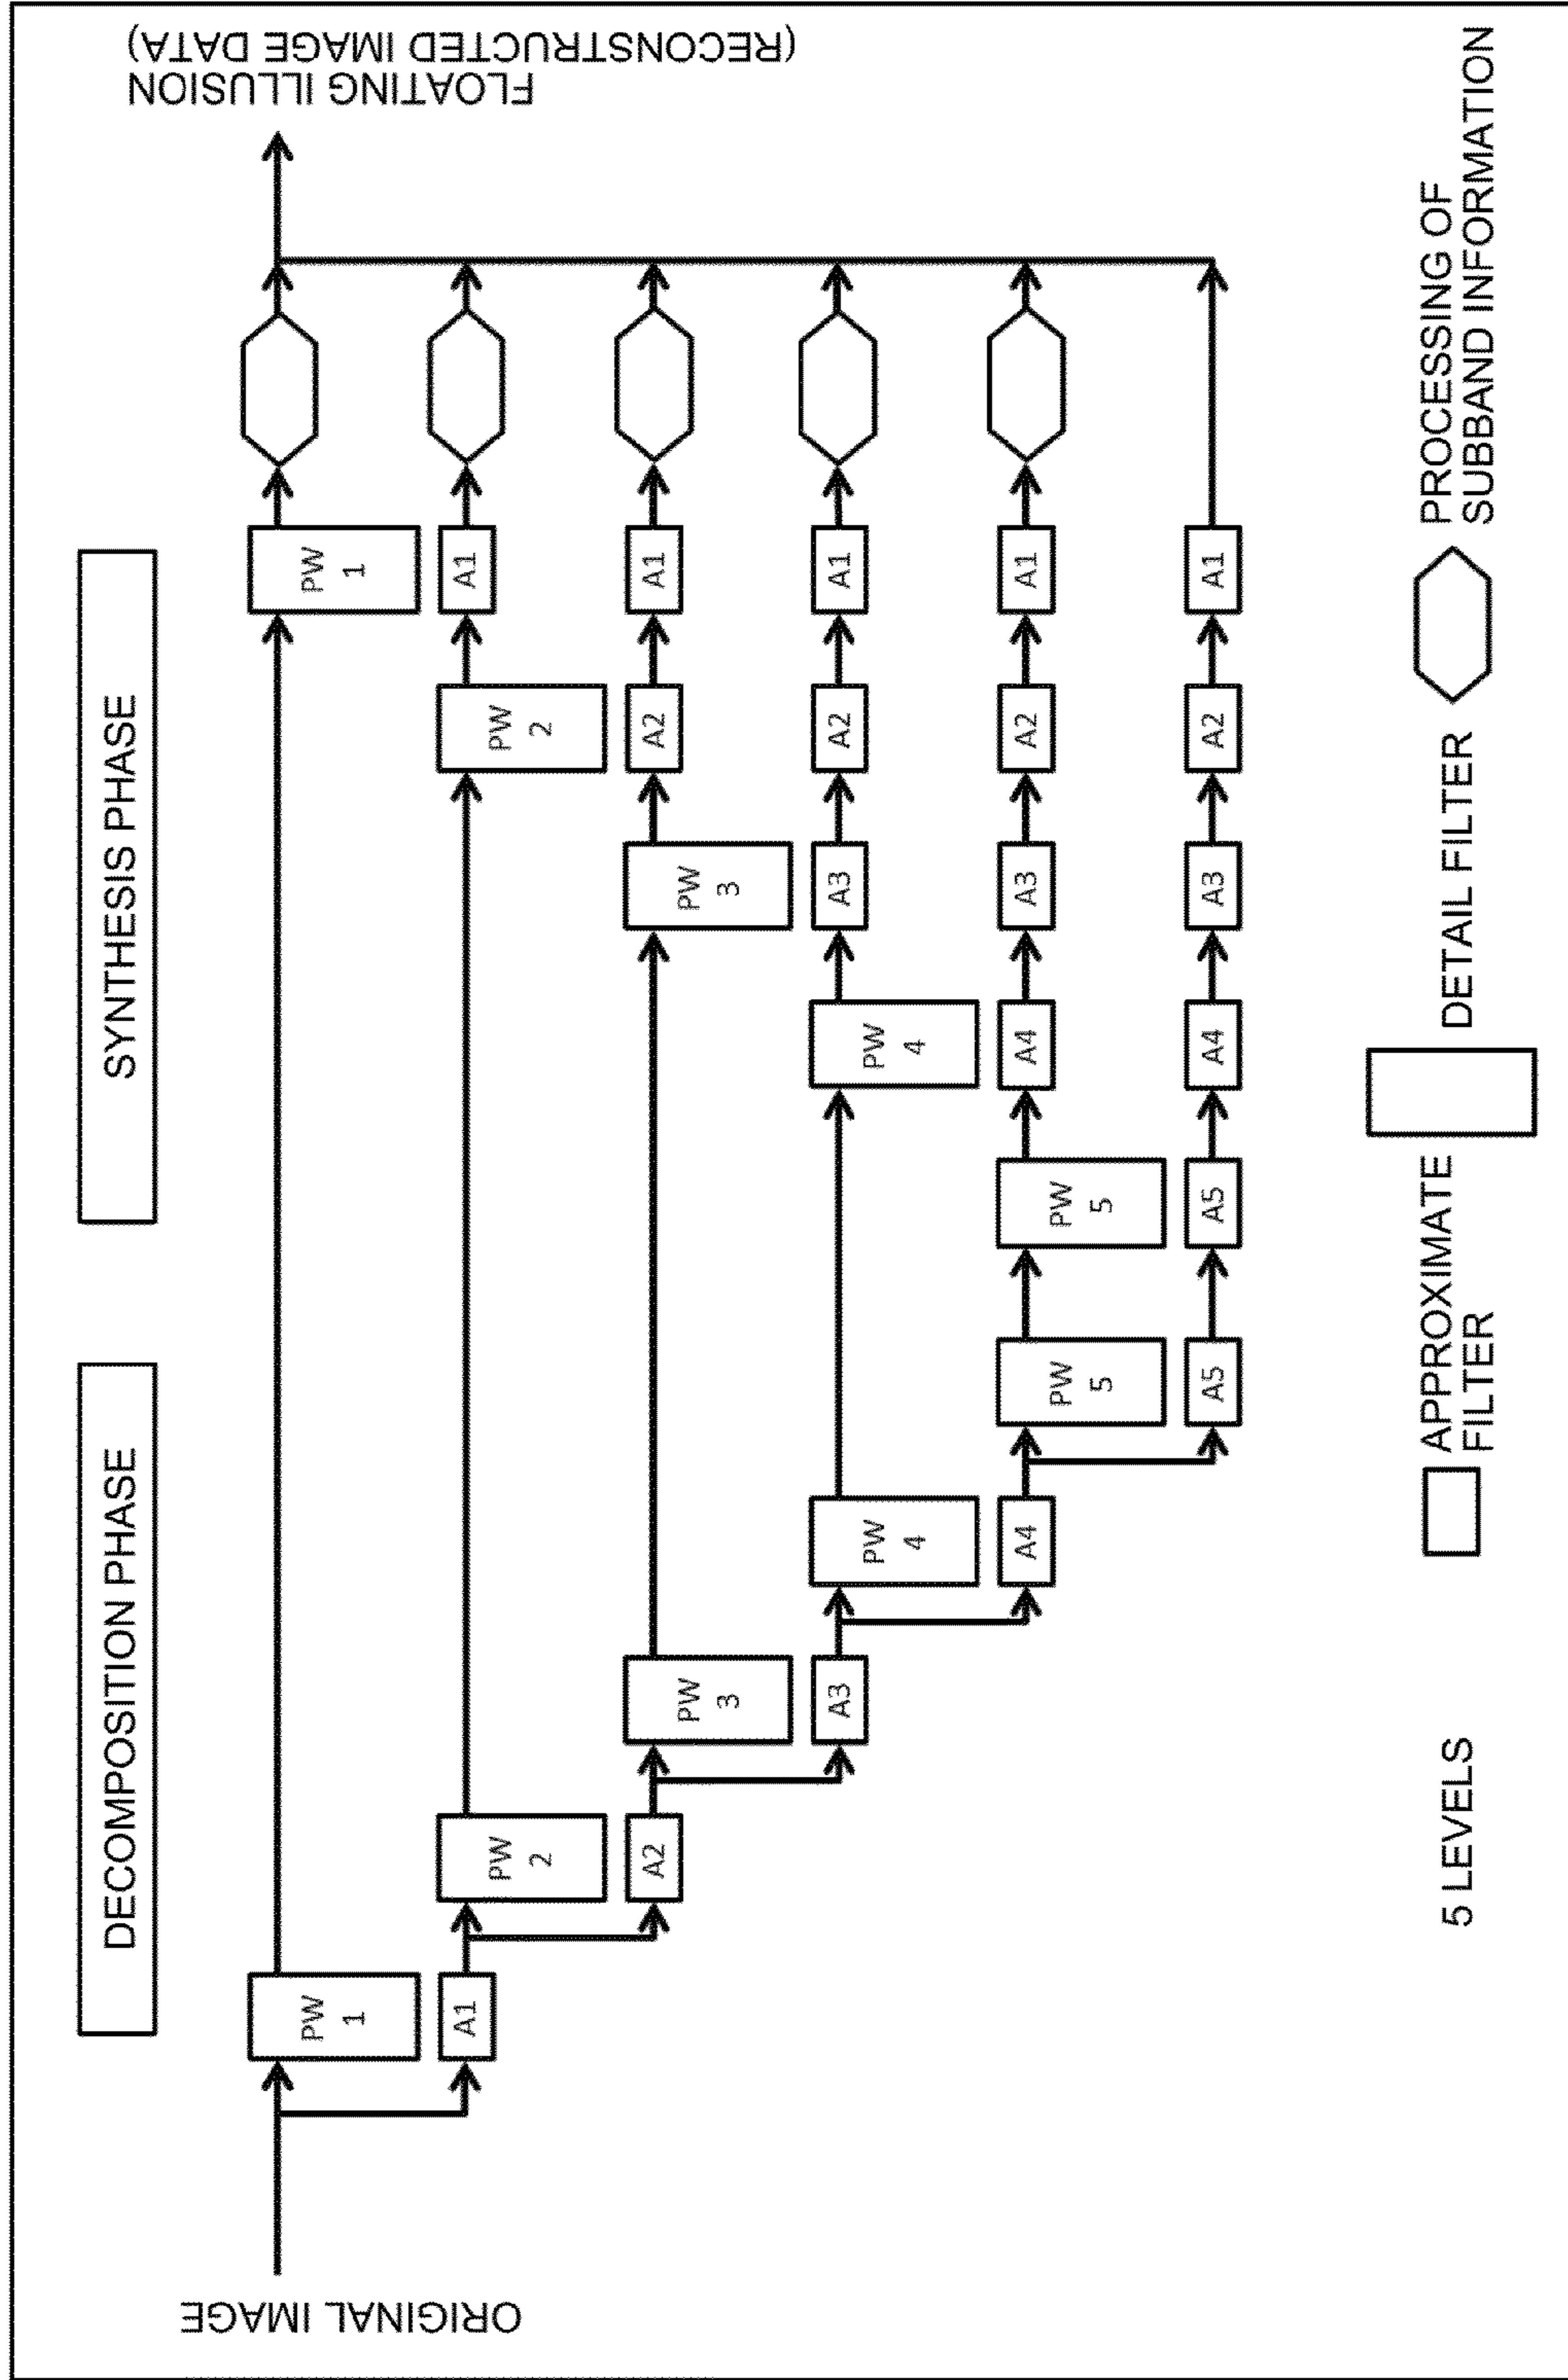 DECOMPOSITION PHASE
SYNTHESIS PHASE
ORIGINAL IMAGE
FLOATING ILLUSION
(RECONSTRUCTED IMAGE DATA)
PW
1
PW
1
A1
PW
2
PW
2
A1
A2
PW
3
PW
3
A2
A1
A3
PW
4
PW
4
A3
A2
A1
A4
PW
5
PW
5
A4
A3
A2
A1
A5
A5
A4
A3
A2
A1
5 LEVELS
APPROXIMATE
FILTER
DETAIL FILTER
PROCESSING OF
SUBBAND INFORMATION